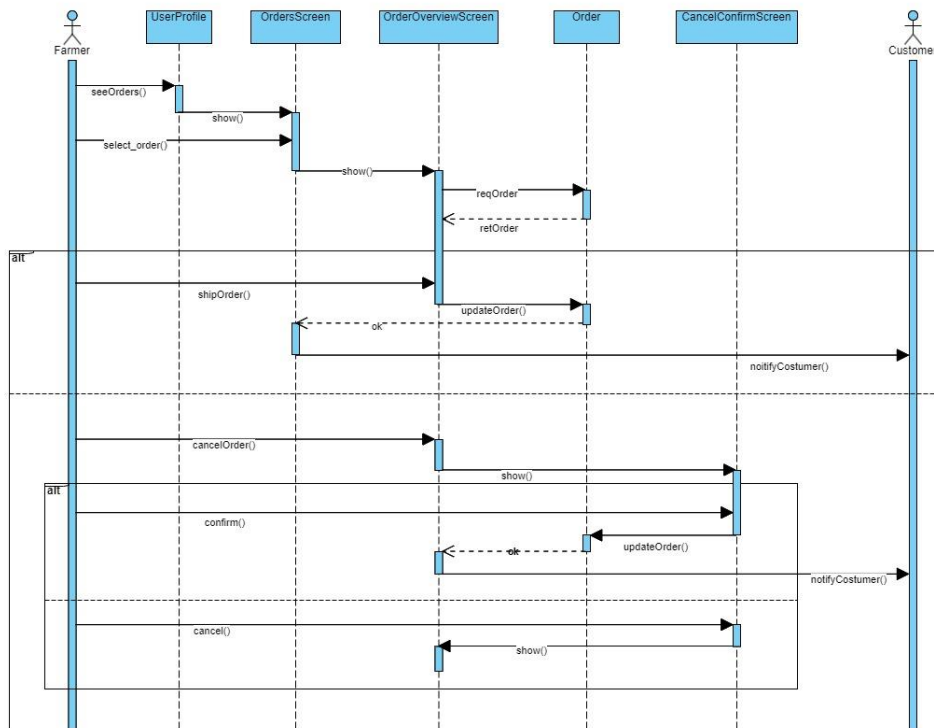 UserProfile
OrdersScreen
OrderOverviewScreen
Order
CancelConfirmScreen
Farmer
Customer
seeOrders()
show()
select_order()
show()
reqOrder
retOrder
alt
shipOrder()
updateOrder()
ok
noitifyCostumer()
cancelOrder()
show()
alt
confirm()
updateOrder()
ok
notifyCostumer()
cancel()
show()